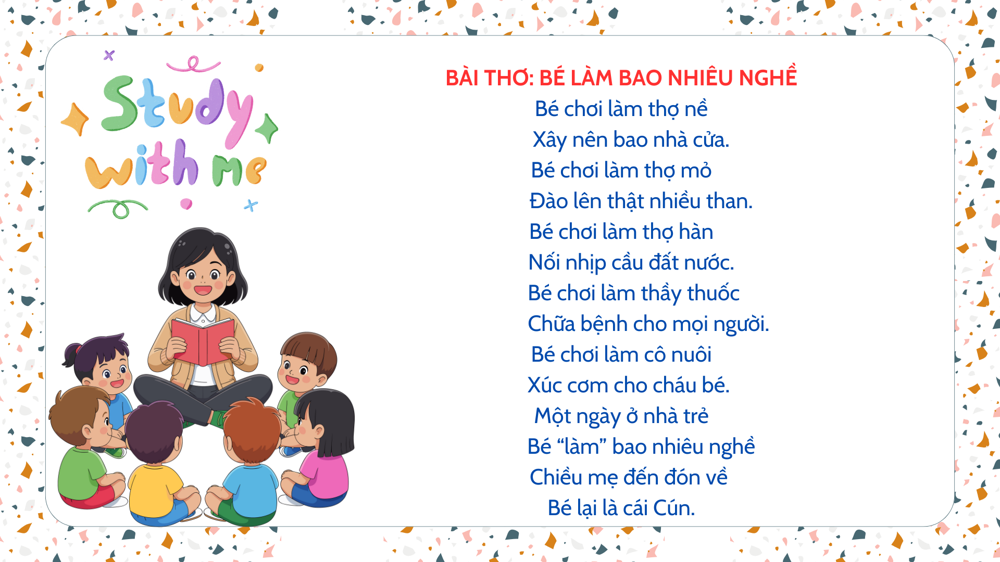 Study
with me
BÀI THƠ: BÉ LÀM BAO NHIÊU NGHỀ
Bé chơi làm thợ nề
Xây nên bao nhà cửa.
Bé chơi làm thợ mỏ
Đào lên thật nhiều than.
Bé chơi làm thợ hàn
Nối nhịp cầu đất nước.
Bé chơi làm thầy thuốc
Chữa bệnh cho mọi người.
Bé chơi làm cô nuôi
Xúc cơm cho cháu bé.
Một ngày ở nhà trẻ
Bé “làm” bao nhiêu nghề
Chiều mẹ đến đón về
Bé lại là cái Cún.